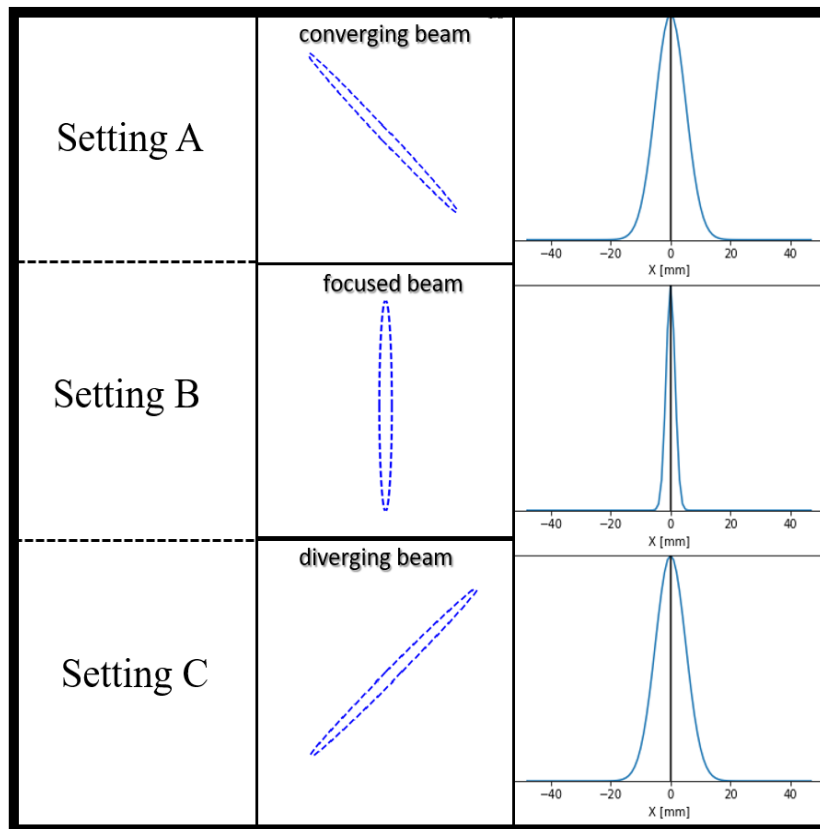 converging beam
Setting A
−40 −20 0 20 40
X [mm]
focused beam
Setting B
−40 −20 0 20 40
X [mm]
diverging beam
Setting C
−40 −20 0 20 40
X [mm]